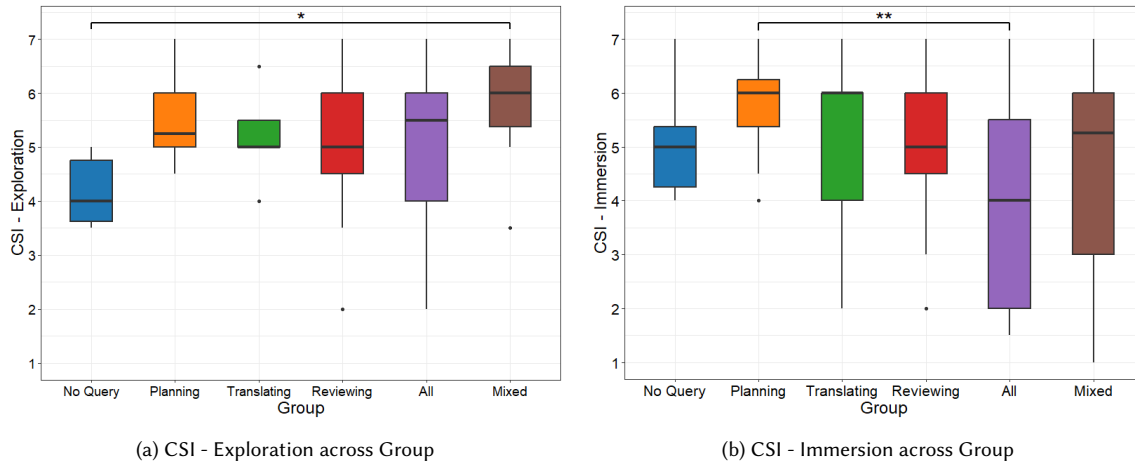 *
7
6
5
4
3
2
1
CSI - Exploration
No Query Planning Translating Reviewing All Mixed
Group
(a) CSI - Exploration across Group
**
7
6
5
4
3
2
1
CSI - Immersion
No Query Planning Translating Reviewing All Mixed
Group
(b) CSI - Immersion across Group